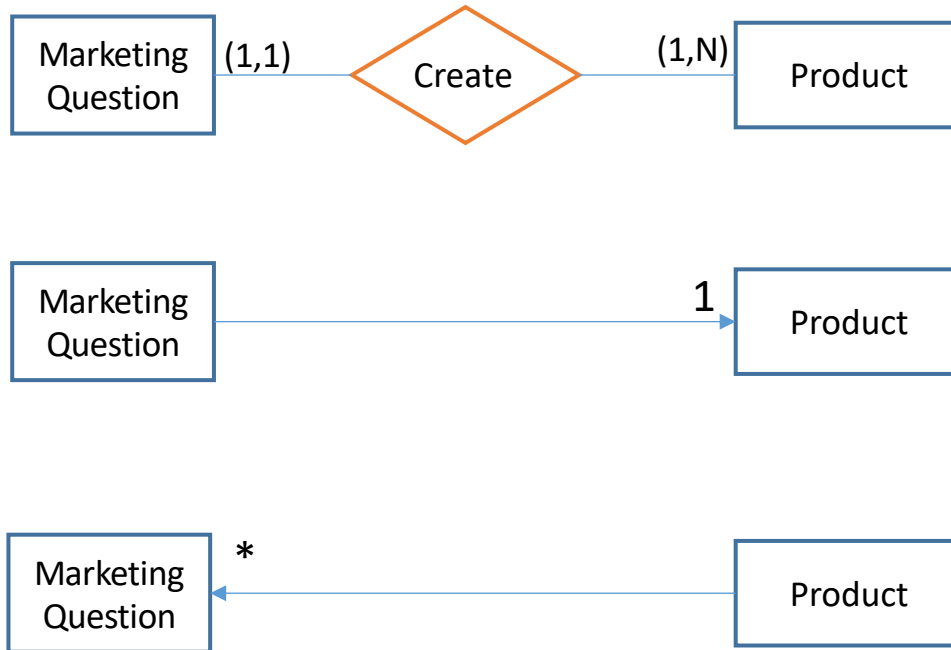 Marketing
Question
(1,1)
Create
(1,N)
Product
Marketing
Question
1
Product
Marketing
Question
*
Product